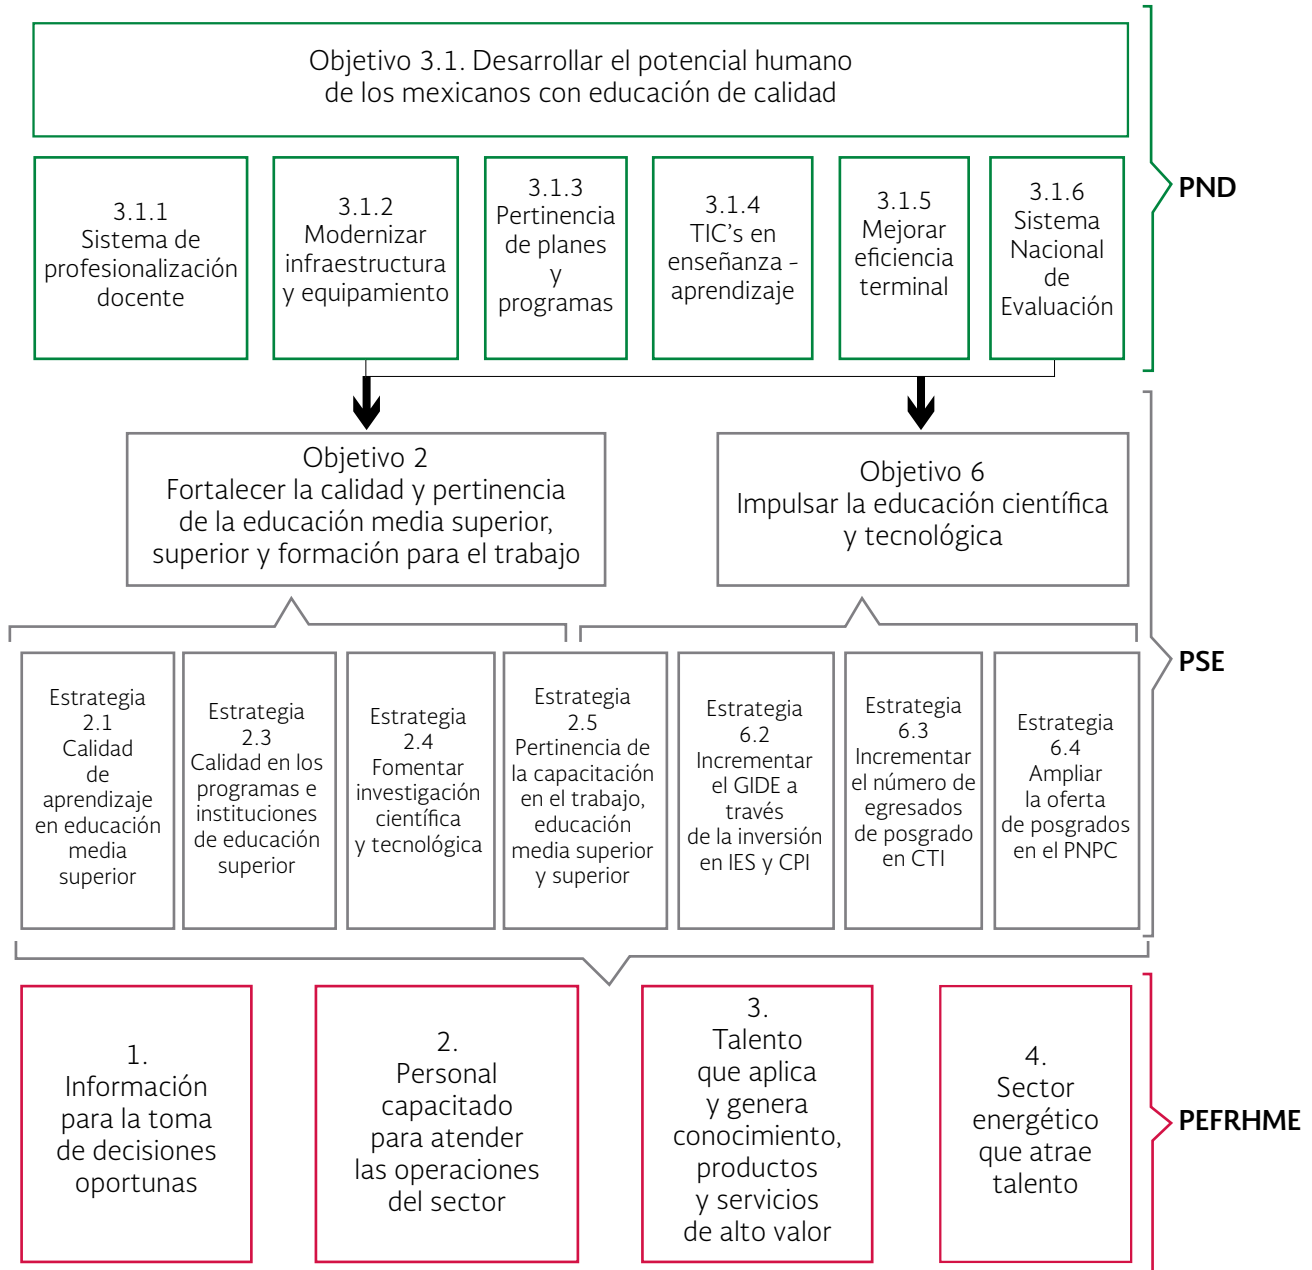 Objetivo 3.1. Desarrollar el potencial humano
de los mexicanos con educación de calidad
3.1.1
Sistema de
profesionalización
docente
3.1.2
Modernizar
infraestructura
y equipamiento
3.1.3
Pertinencia
de planes
y
programas
3.1.4
TIC's en
enseñanza -
aprendizaje
3.1.5
Mejorar
eficiencia
terminal
3.1.6
Sistema
Nacional
de
Evaluación
PND
Objetivo 2
Fortalecer la calidad y pertinencia
de la educación media superior,
superior y formación para el trabajo
Objetivo 6
Impulsar la educación científica
y tecnológica
Estrategia
2.1
Calidad
de
aprendizaje
en educación
media
superior
Estrategia
2.3
Calidad en los
programas e
instituciones
de educación
superior
Estrategia
2.4
Fomentar
investigación
científica
y tecnológica
Estrategia
2.5
Pertinencia de
la capacitación
en el trabajo,
educación
media superior
y superior
Estrategia
6.2
Incrementar
el GIDE a
través
de la inversión
en IES y CPI
Estrategia
6.3
Incrementar
el número de
egresados
de posgrado
en CTI
Estrategia
6.4
Ampliar
la oferta
de posgrados
en el PNPC
PSE
1.
Información
para la toma
de decisiones
oportunas
2.
Personal
capacitado
para atender
las operaciones
del sector
3.
Talento
que aplica
y genera
conocimiento,
productos
y servicios
de alto valor
4.
Sector
energético
que atrae
talento
PEFRHME